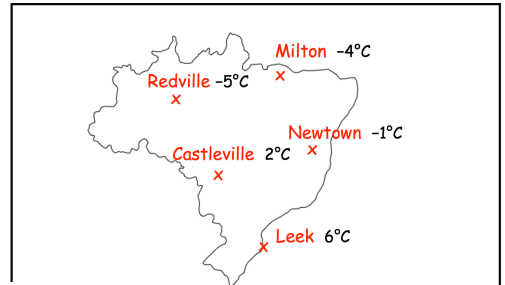 Milton –4°C
Redville –5°C
Newtown –1°C
Castleville 2°C
Leek 6°C